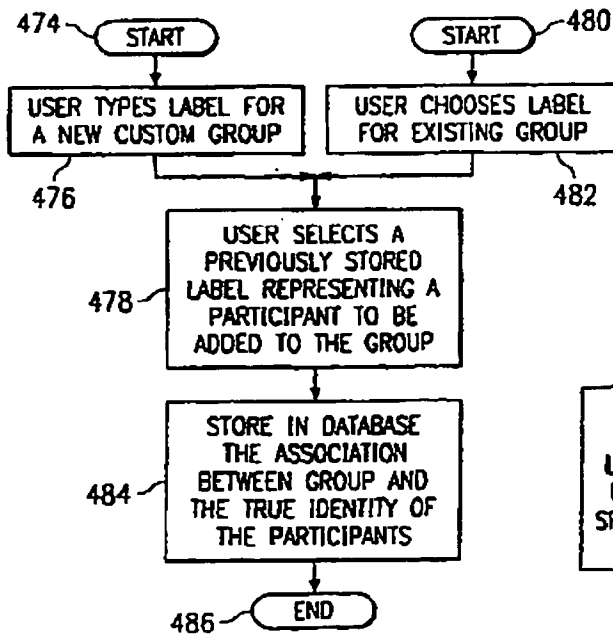 474
START
480
START
USER TYPES LABEL FOR
A NEW CUSTOM GROUP
USER CHOOSES LABEL
FOR EXISTING GROUP
476
482
USER SELECTS A
PREVIOUSLY STORED
LABEL REPRESENTING A
PARTICIPANT TO BE
ADDED TO THE GROUP
478
STORE IN DATABASE
THE ASSOCIATION
BETWEEN GROUP AND
THE TRUE IDENTITY OF
THE PARTICIPANTS
484
END
486